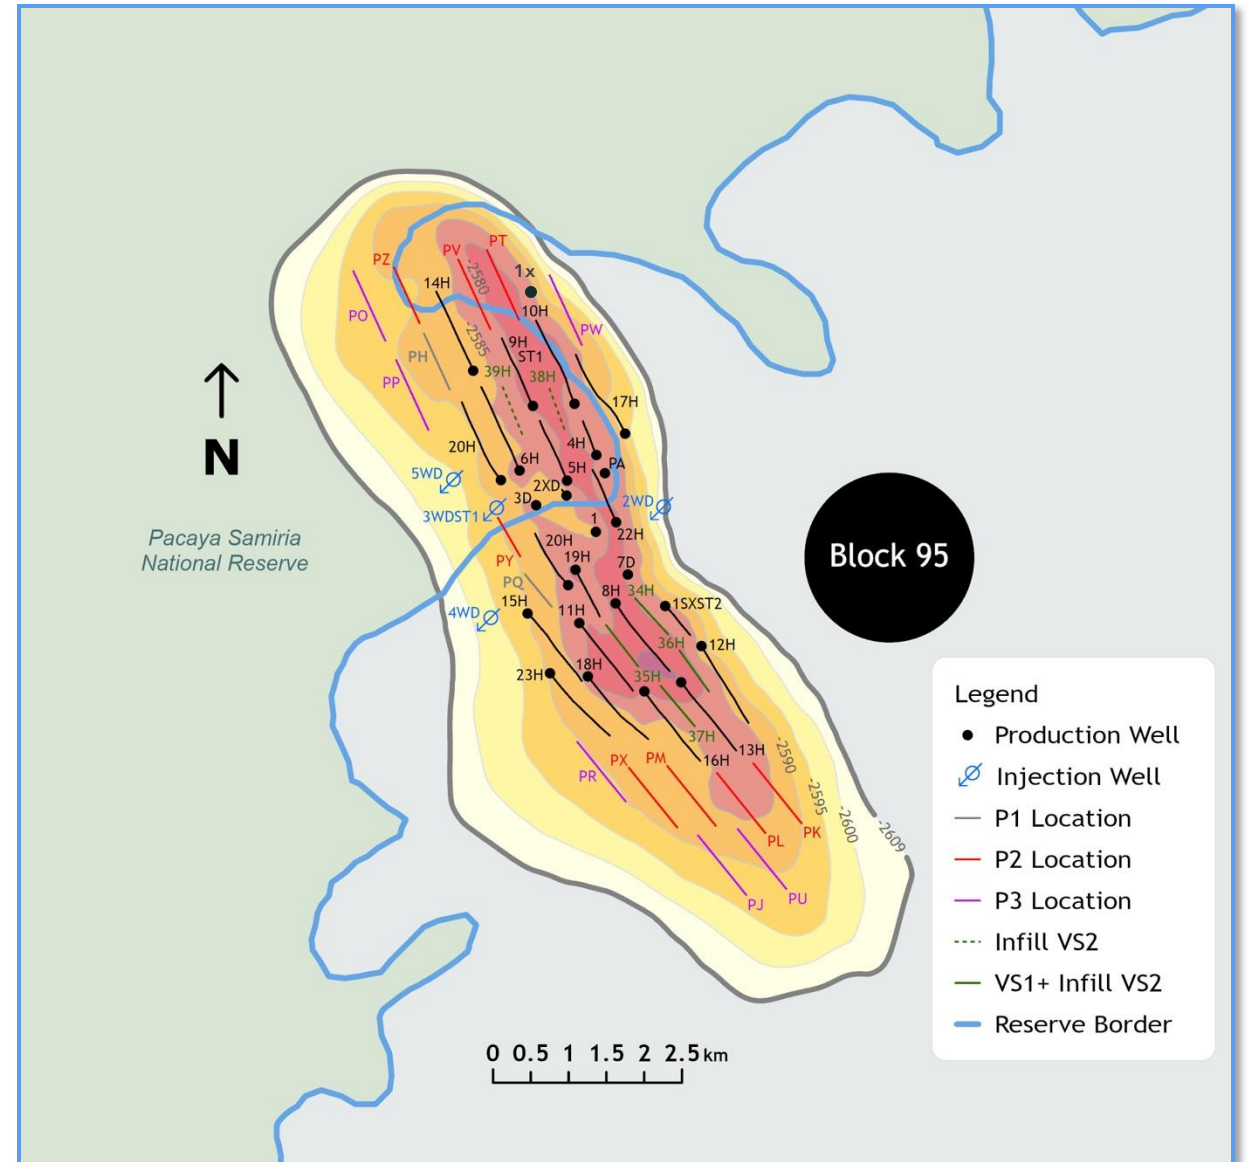 PT
PV
PZ
-2580
1x
14H
10H
PO
PW
-2585
9H
ST1
PH
39H
38H
PP
17H
4H
20H
6H
5H
PA
5WD
2XD
3D
2WD
3WDST1
1
22H
Pacaya Samiria
National Reserve
N
20H
19H
PY
7D
Block 95
PQ
8H
34H
15H
11H
1SXST2
4WD
36H
12H
18H
23H
35H
37H
13H
16H
PX
PM
PR
-2590
-2595
-2600
-2609
PK
PL
PJ
PU
Legend
Production Well
Injection Well
P1 Location
P2 Location
P3 Location
Infill VS2
VS1+ Infill VS2
Reserve Border
0 0.5 1 1.5 2 2.5 km